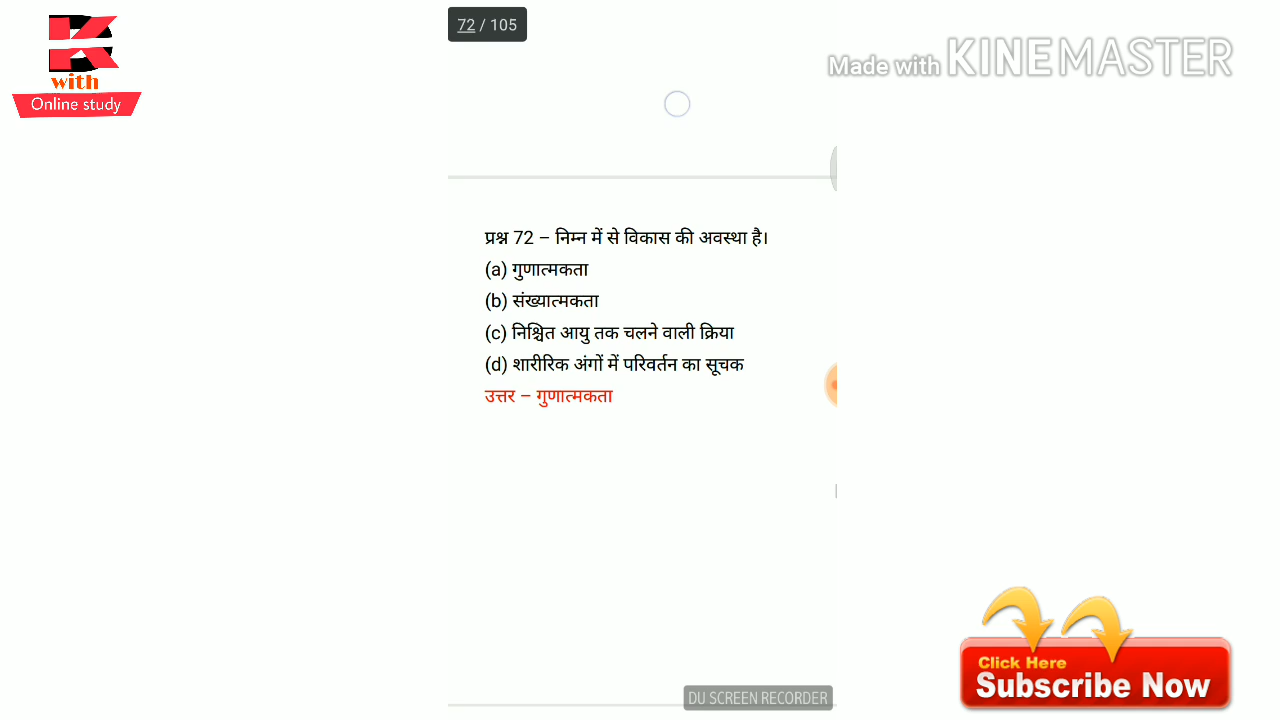 72 / 105
Made with KINEMASTER
K
with
Online study
प्रश्न 72 – निम्न में से विकास की अवस्था है।
(a) गुणात्मकता
(b) संख्यात्मकता
(c) निश्चित आयु तक चलने वाली क्रिया
(d) शारीरिक अंगों में परिवर्तन का सूचक
उत्तर – गुणात्मकता
Click Here
Subscribe Now
DU SCREEN RECORDER